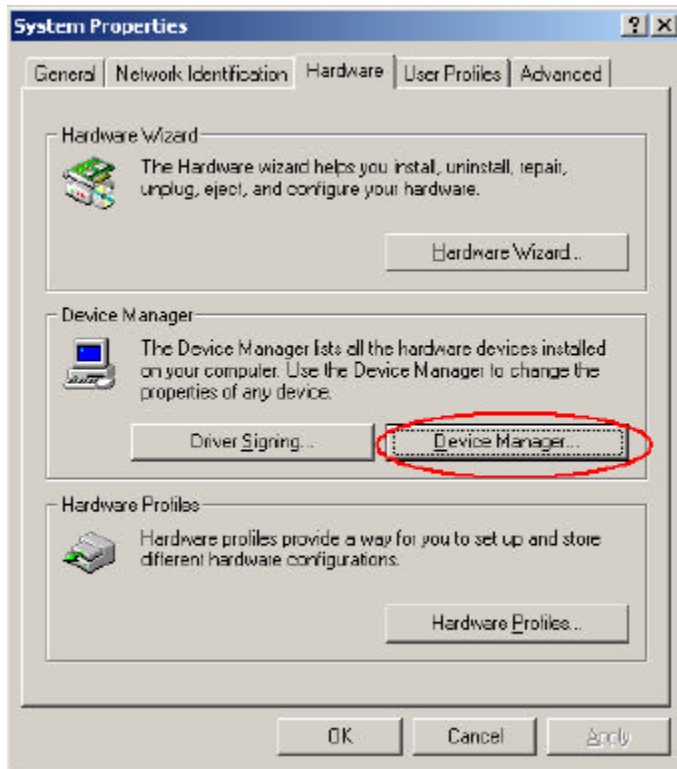 System Properties
General
Network Identification
Hardware
User Profiles
Advanced
Hardware Wizard
The Hardware wizard helps you install, uninstall, repair,
unplug, eject, and configure your hardware.
Hardware Wizard...
Device Manager
The Device Manager lists all the hardware devices installed
on your computer. Use the Device Manager to change the
properties of any device.
Driver Signing...
Device Manager...
Hardware Profiles
Hardware profiles provide a way for you to set up and store
different hardware configurations.
Hardware Profiles...
OK
Cancel
Apply